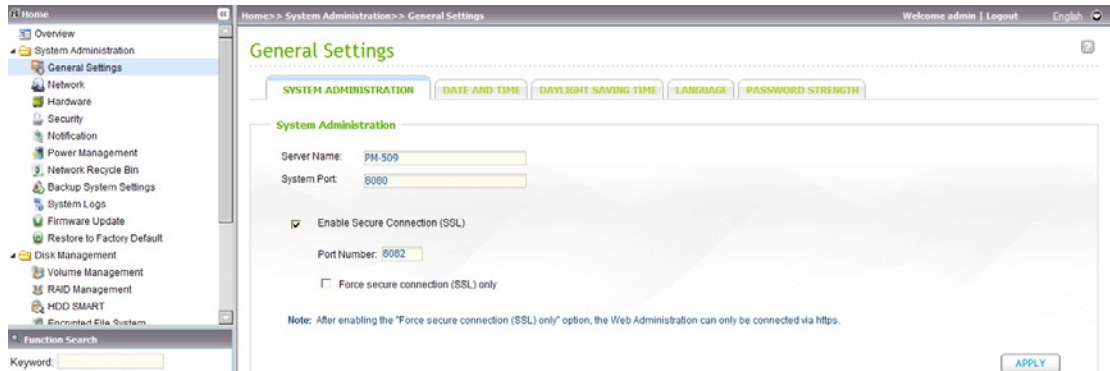 Home
Home>> System Administration>> General Settings
Welcome admin | Logout
English
Overview
System Administration
General Settings
Network
Hardware
Security
Notification
Power Management
Network Recycle Bin
Backup System Settings
System Logs
Firmware Update
Restore to Factory Default
Disk Management
Volume Management
RAID Management
HDD SMART
Encrypted File System
Function Search
Keyword:
General Settings
SYSTEM ADMINISTRATION
DATE AND TIME
DAYLIGHT SAVING TIME
LANGUAGE
PASSWORD STRENGTH
System Administration
Server Name: PM-509
System Port: 8080
Enable Secure Connection (SSL)
Port Number: 8082
Force secure connection (SSL) only
Note: After enabling the "Force secure connection (SSL) only" option, the Web Administration can only be connected via https.
APPLY